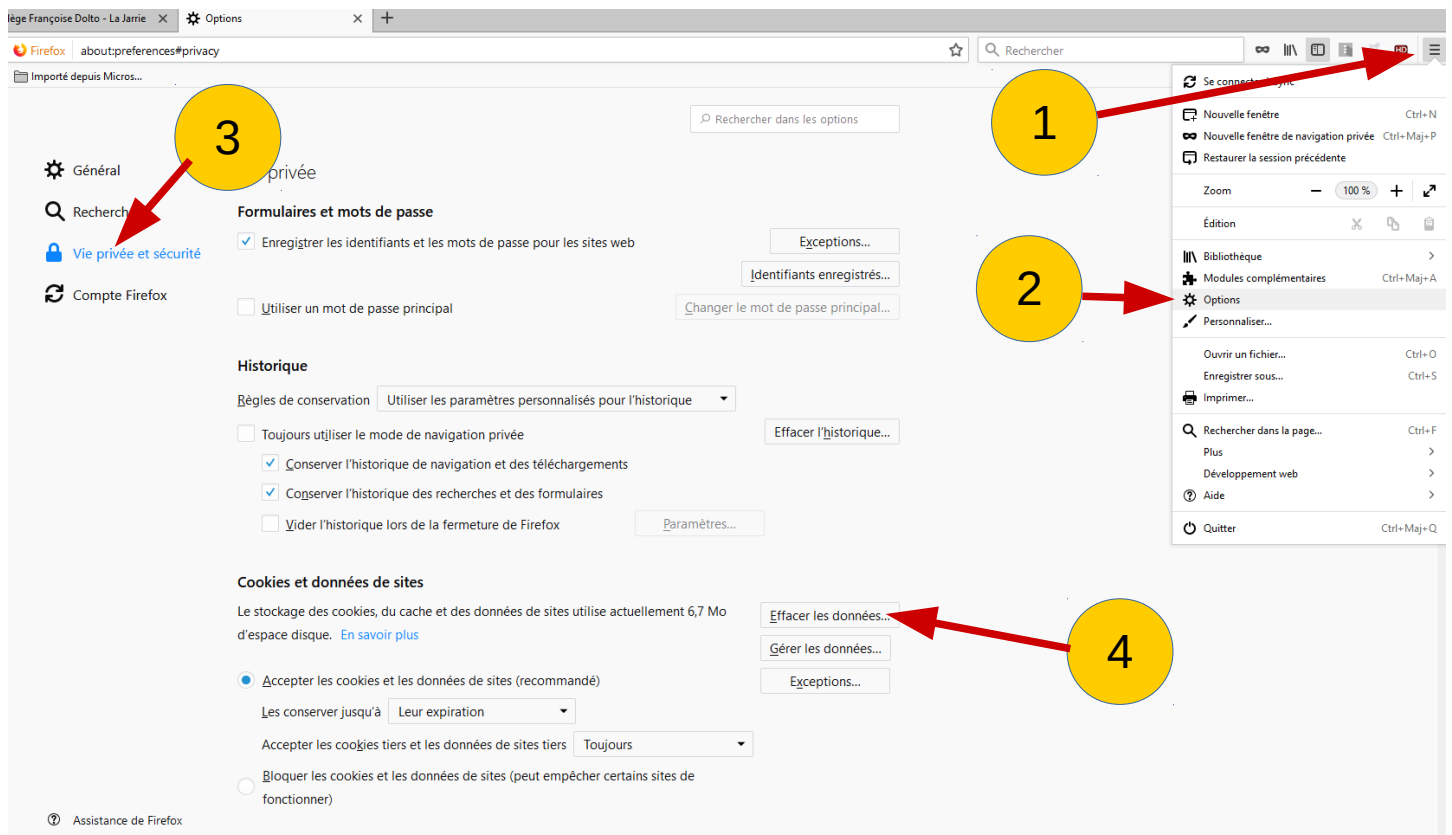 lège Françoise Dolto - La Jarrie
Options
Firefox
about:preferences#privacy
Rechercher
HD
Importé depuis Micros...
1
2
3
4
Rechercher dans les options
Général
Vie privée et sécurité
Compte Firefox
Assistance de Firefox
privée
Formulaires et mots de passe
Enregistrer les identifiants et les mots de passe pour les sites web
Exceptions...
Identifiants enregistrés...
Utiliser un mot de passe principal
Changer le mot de passe principal...
Historique
Règles de conservation Utiliser les paramètres personnalisés pour l'historique
Toujours utiliser le mode de navigation privée
Effacer l'historique...
Conserver l'historique de navigation et des téléchargements
Conserver l'historique des recherches et des formulaires
Vider l'historique lors de la fermeture de Firefox
Paramètres...
Cookies et données de sites
Le stockage des cookies, du cache et des données de sites utilise actuellement 6,7 Mo
d'espace disque. En savoir plus
Effacer les données...
Gérer les données...
Exceptions...
Accepter les cookies et les données de sites (recommandé)
Les conserver jusqu'à Leur expiration
Accepter les cookies tiers et les données de sites tiers Toujours
Bloquer les cookies et les données de sites (peut empêcher certains sites de
fonctionner)
Se connecter
Nouvelle fenêtre Ctrl+N
Nouvelle fenêtre de navigation privée Ctrl+Maj+P
Restaurer la session précédente
Zoom 100 %
Édition
Bibliothèque
Modules complémentaires Ctrl+Maj+A
Options
Personnaliser...
Ouvrir un fichier... Ctrl+O
Enregistrer sous... Ctrl+S
Imprimer...
Rechercher dans la page... Ctrl+F
Plus
Développement web
Aide
Quitter Ctrl+Maj+Q